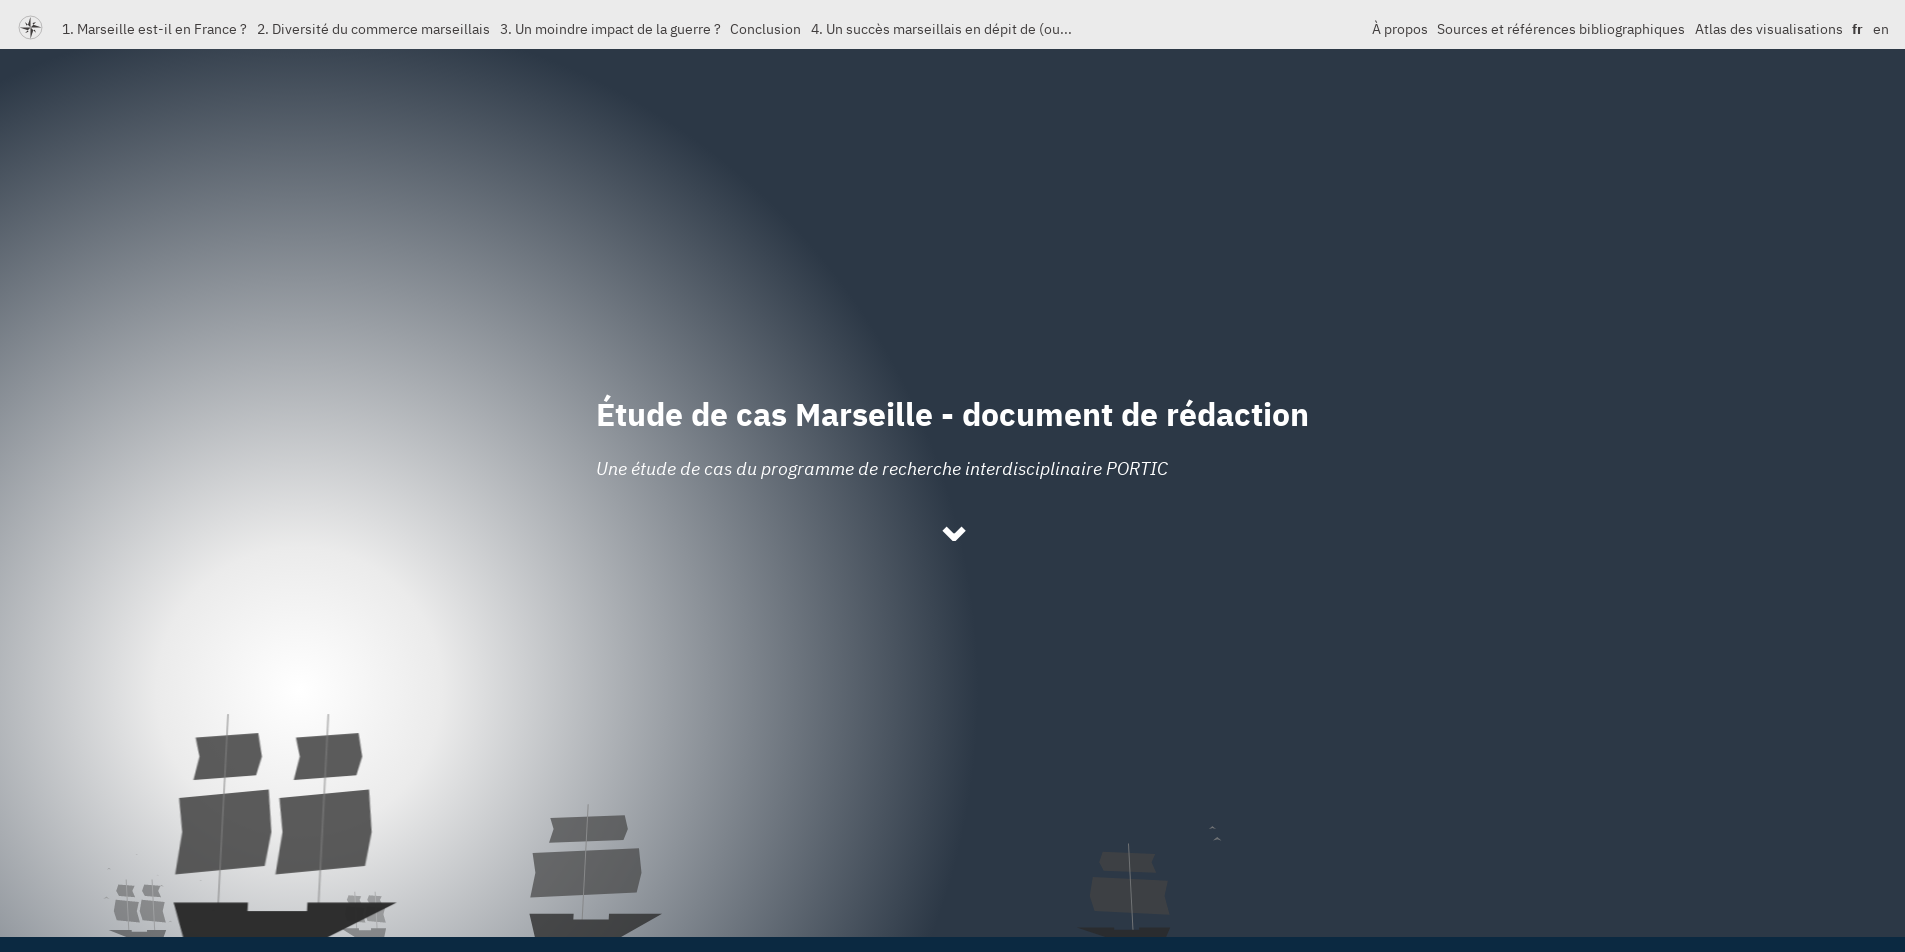 1. Marseille est-il en France ? 2. Diversité du commerce marseillais 3. Un moindre impact de la guerre ? Conclusion 4. Un succès marseillais en dépit de (ou... À propos Sources et références bibliographiques Atlas des visualisations fr en
Étude de cas Marseille - document de rédaction
Une étude de cas du programme de recherche interdisciplinaire PORTIC